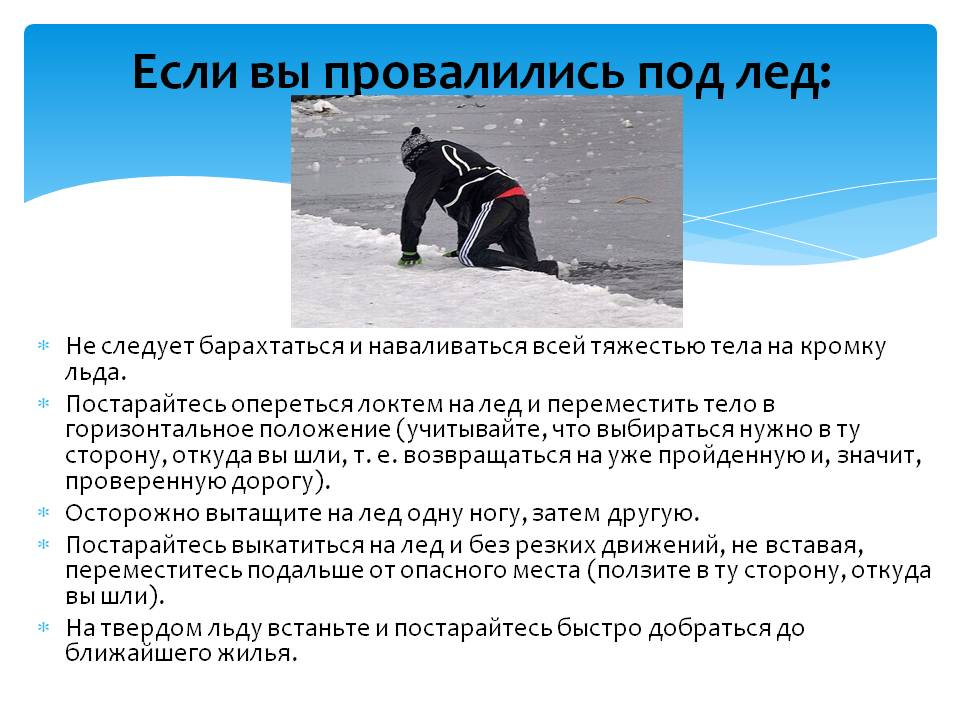 Если вы провалились под лед:
Не следует барахтаться и наваливаться всей тяжестью тела на кромку
льда.
Постарайтесь опереться локтем на лед и переместить тело в
горизонтальное положение (учитывайте, что выбираться нужно в ту
сторону, откуда вы шли, т. е. возвращаться на уже пройденную и, значит,
проверенную дорогу).
Осторожно вытащите на лед одну ногу, затем другую.
Постарайтесь выкатиться на лед и без резких движений, не вставая,
переместитесь подальше от опасного места (ползите в ту сторону, откуда
вы шли).
На твердом льду встаньте и постарайтесь быстро добраться до
ближайшего жилья.